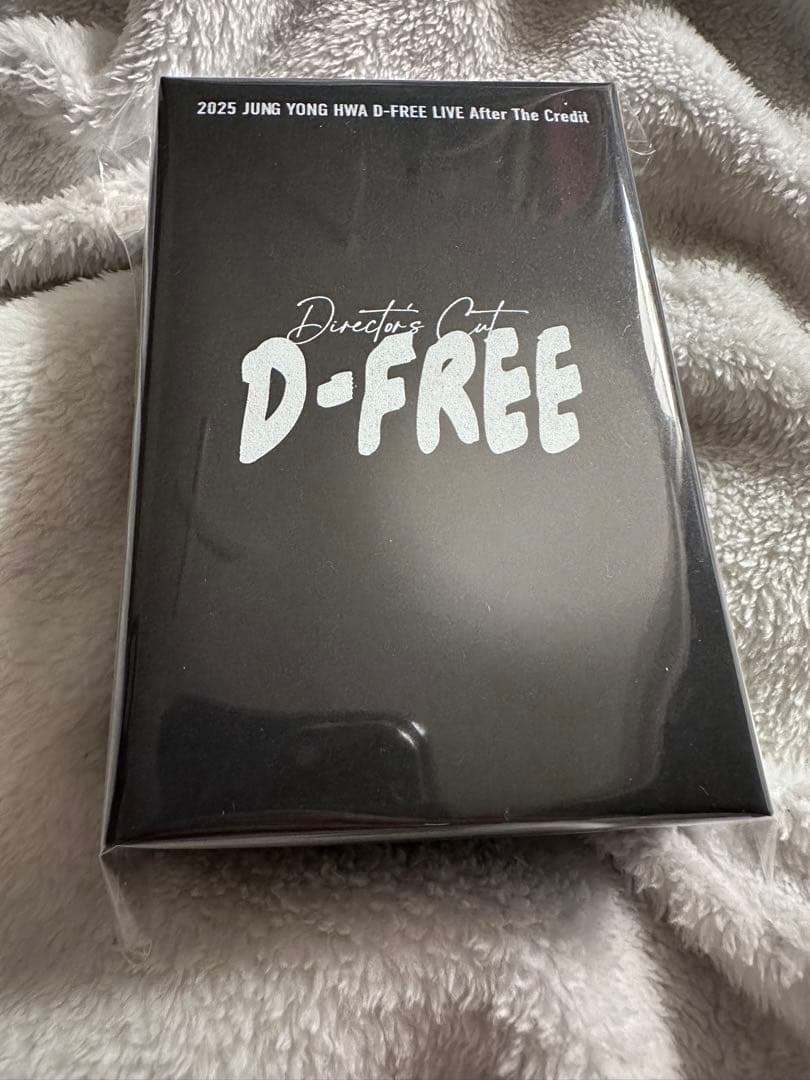 2025 JUNG YONG HWA D-FREE LIVE After The Credit
Director's Cut
D-FREE